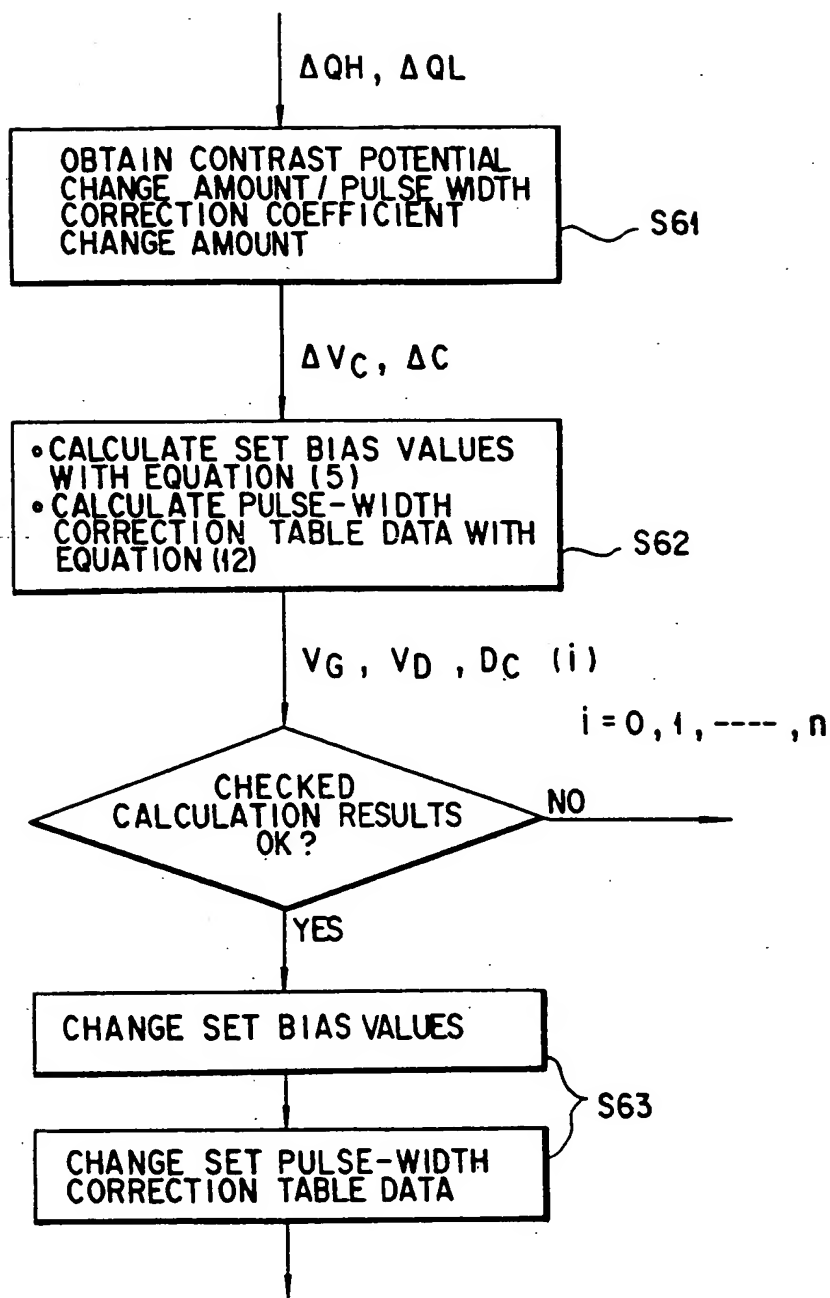 ΔQH, ΔQL
OBTAIN CONTRAST POTENTIAL
CHANGE AMOUNT / PULSE WIDTH
CORRECTION COEFFICIENT
CHANGE AMOUNT
S61
ΔVC, ΔC
• CALCULATE SET BIAS VALUES
WITH EQUATION (5)
• CALCULATE PULSE-WIDTH
CORRECTION TABLE DATA WITH
EQUATION (12)
S62
VG, VD, DC (i)
i=0, 1, ----, n
CHECKED
CALCULATION RESULTS
OK?
NO
YES
CHANGE SET BIAS VALUES
S63
CHANGE SET PULSE-WIDTH
CORRECTION TABLE DATA